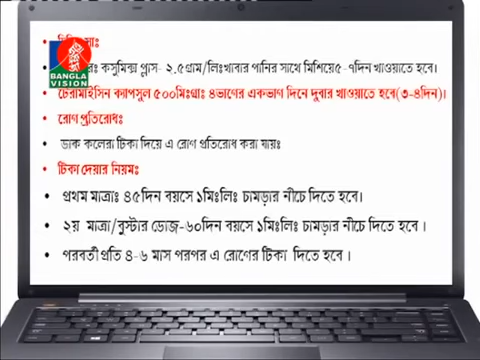 BANGLA
VISION
কসুমিক্স প্লাস- ২.৫গ্রাম/লিঃখাবার পানির সাথে মিশিয়ে৫-৭দিন খাওয়াতে হবে।
টেরামাইসিন ক্যাপসুল ৫০০মিঃগ্রাঃ ৪ভাগের একভাগ দিনে দুবার খাওয়াতে হবে(৩-৪দিন)।
রোগ প্রতিরোধঃ
ডাক কলেরা টিকা দিয়ে এ রোগ প্রতিরোধ করা যায়ঃ
টিকা দেয়ার নিয়মঃ
প্রথম মাত্রাঃ ৪৫দিন বয়সে ১মিঃলিঃ চামড়ার নীচে দিতে হবে।
২য় মাত্রা/বুস্টার ডোজ-৬০দিন বয়সে ১মিঃলিঃ চামড়ার নীচে দিতে হবে।
পরবর্তী প্রতি ৪-৬ মাস পরপর এ রোগের টিকা দিতে হবে।